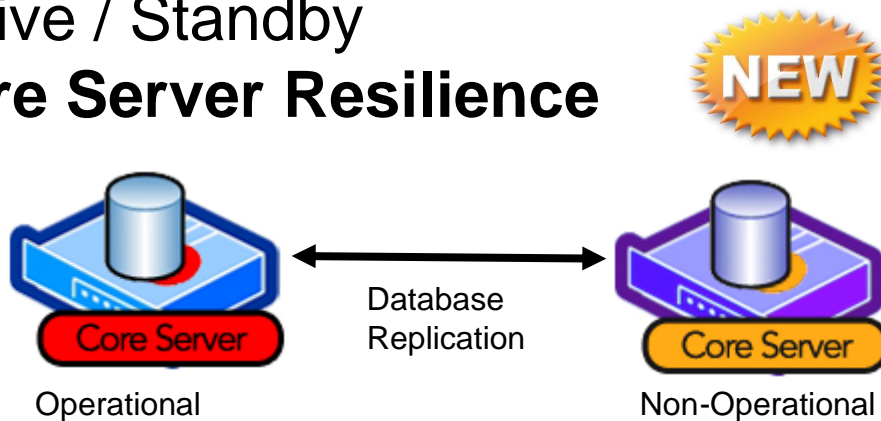 ive / Standby
re Server Resilience
NEW
Database
Replication
Core Server
Core Server
Operational
Non-Operational